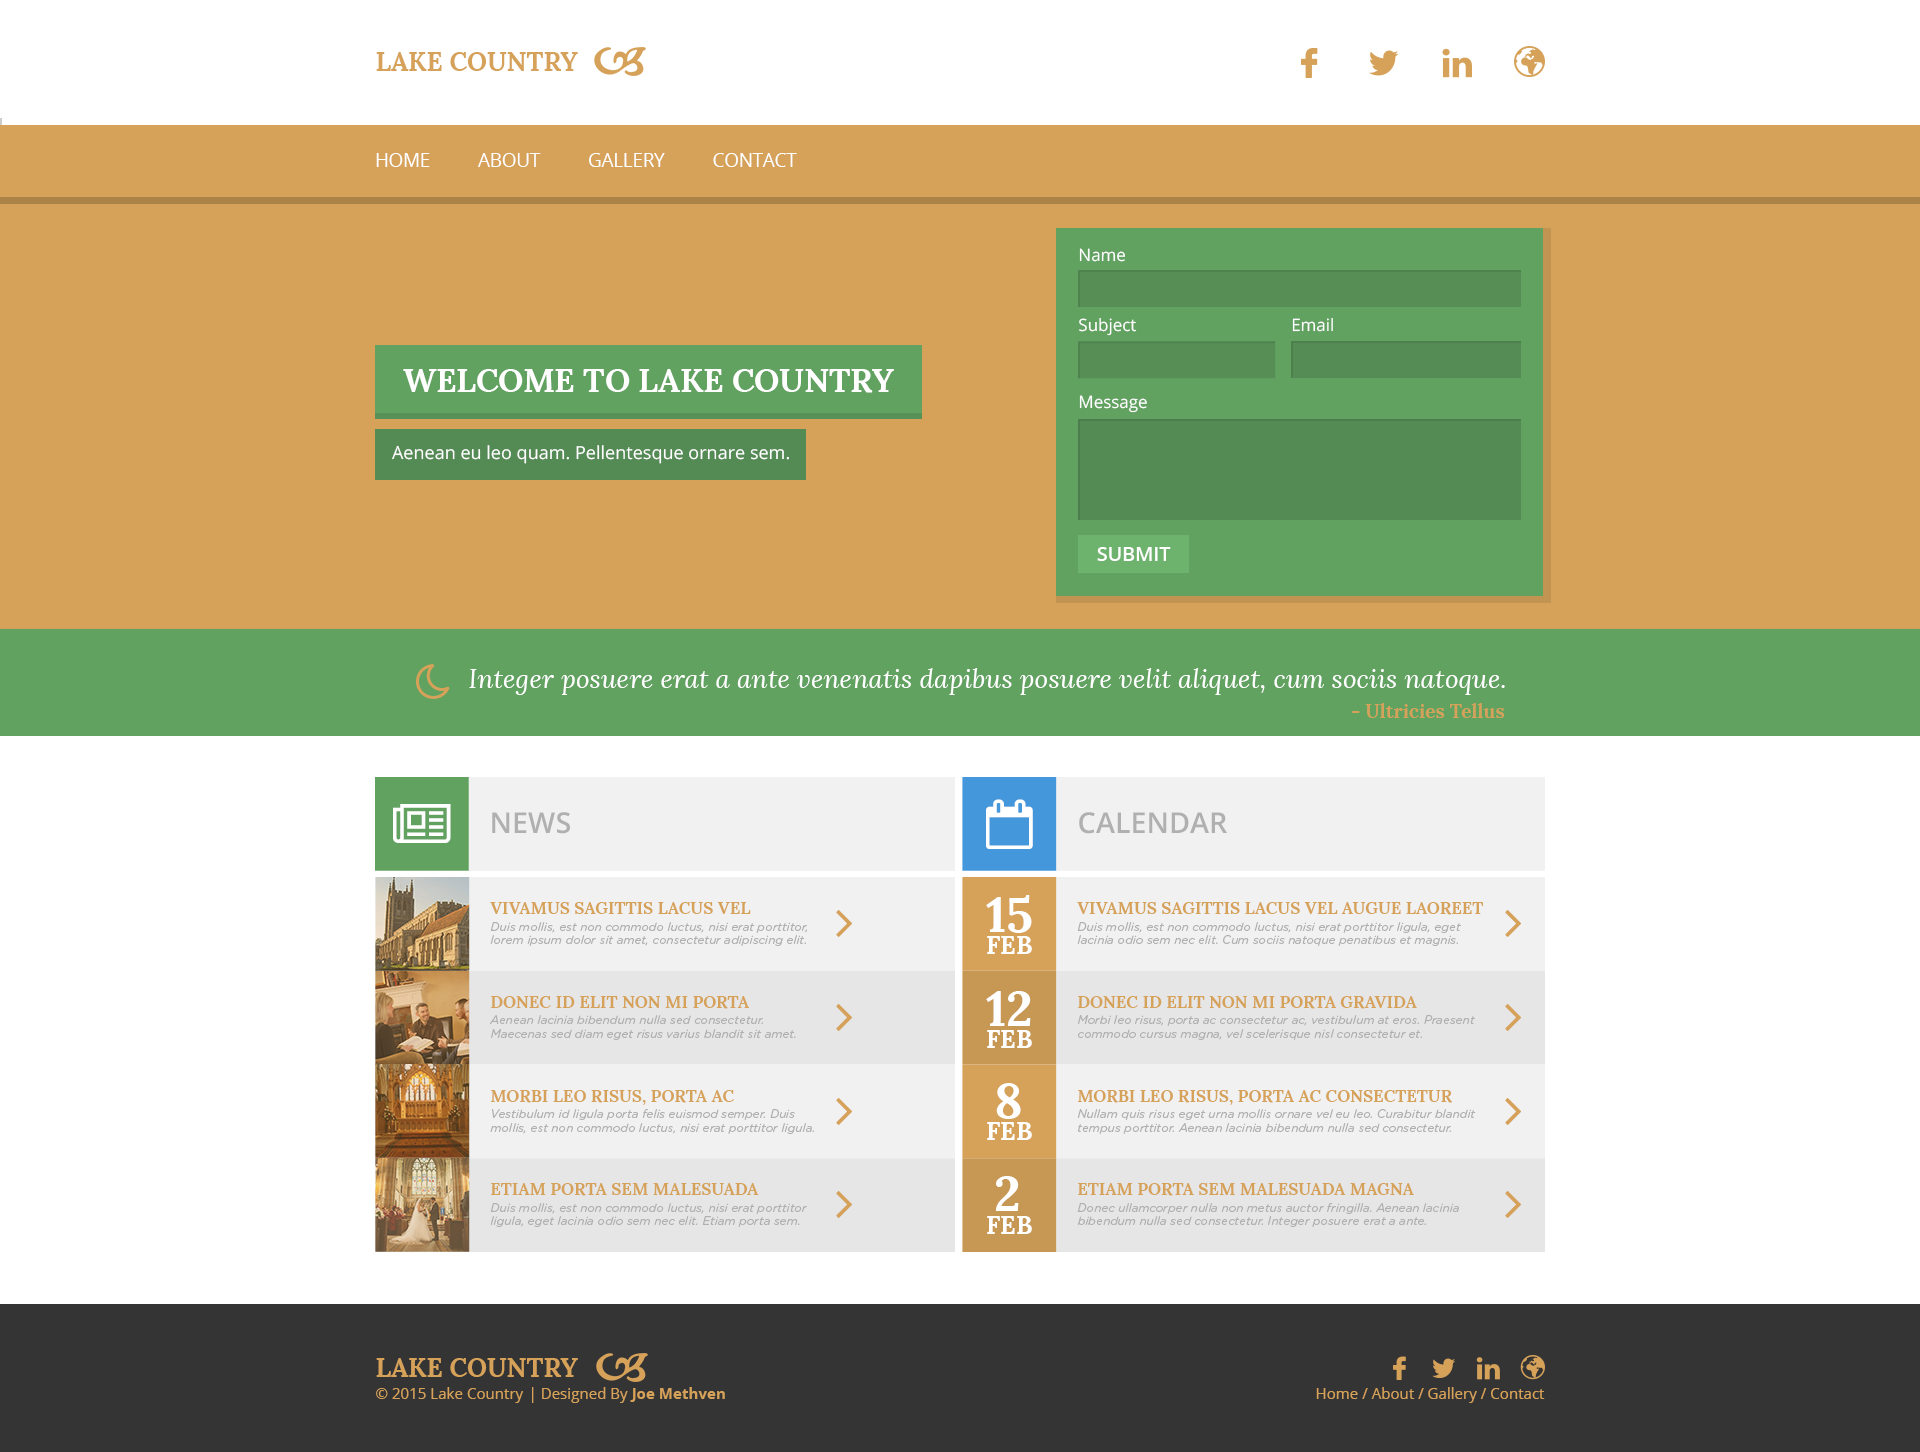 LAKE COUNTRY
HOME ABOUT GALLERY CONTACT
WELCOME TO LAKE COUNTRY
Aenean eu leo quam. Pellentesque ornare sem.
Name
Subject Email
Message
SUBMIT
Integer posuere erat a ante venenatis dapibus posuere velit aliquet, cum sociis natoque.
- Ultricies Tellus
NEWS
VIVAMUS SAGITTIS LACUS VEL
Duis mollis, est non commodo luctus, nisi erat porttitor,
lorem ipsum dolor sit amet, consectetur adipiscing elit.
DONEC ID ELIT NON MI PORTA
Aenean lacinia bibendum nulla sed consectetur.
Maecenas sed diam eget risus varius blandit sit amet.
MORBI LEO RISUS, PORTA AC
Vestibulum id ligula porta felis euismod semper. Duis
mollis, est non commodo luctus, nisi erat porttitor ligula.
ETIAM PORTA SEM MALESUADA
Duis mollis, est non commodo luctus, nisi erat porttitor
ligula, eget lacinia odio sem nec elit. Etiam porta sem.
CALENDAR
15
FEB
VIVAMUS SAGITTIS LACUS VEL AUGUE LAOREET
Duis mollis, est non commodo luctus, nisi erat porttitor ligula, eget
lacinia odio sem nec elit. Cum sociis natoque penatibus et magnis.
12
FEB
DONEC ID ELIT NON MI PORTA GRAVIDA
Morbi leo risus, porta ac consectetur ac, vestibulum at eros. Praesent
commodo cursus magna, vel scelerisque nisl consectetur et.
8
FEB
MORBI LEO RISUS, PORTA AC CONSECTETUR
Nullam quis risus eget urna mollis ornare vel eu leo. Curabitur blandit
tempus porttitor. Aenean lacinia bibendum nulla sed consectetur.
2
FEB
ETIAM PORTA SEM MALESUADA MAGNA
Donec ullamcorper nulla non metus auctor fringilla. Aenean lacinia
bibendum nulla sed consectetur. Integer posuere erat a ante.
LAKE COUNTRY
© 2015 Lake Country | Designed By Joe Methven
Home / About / Gallery / Contact